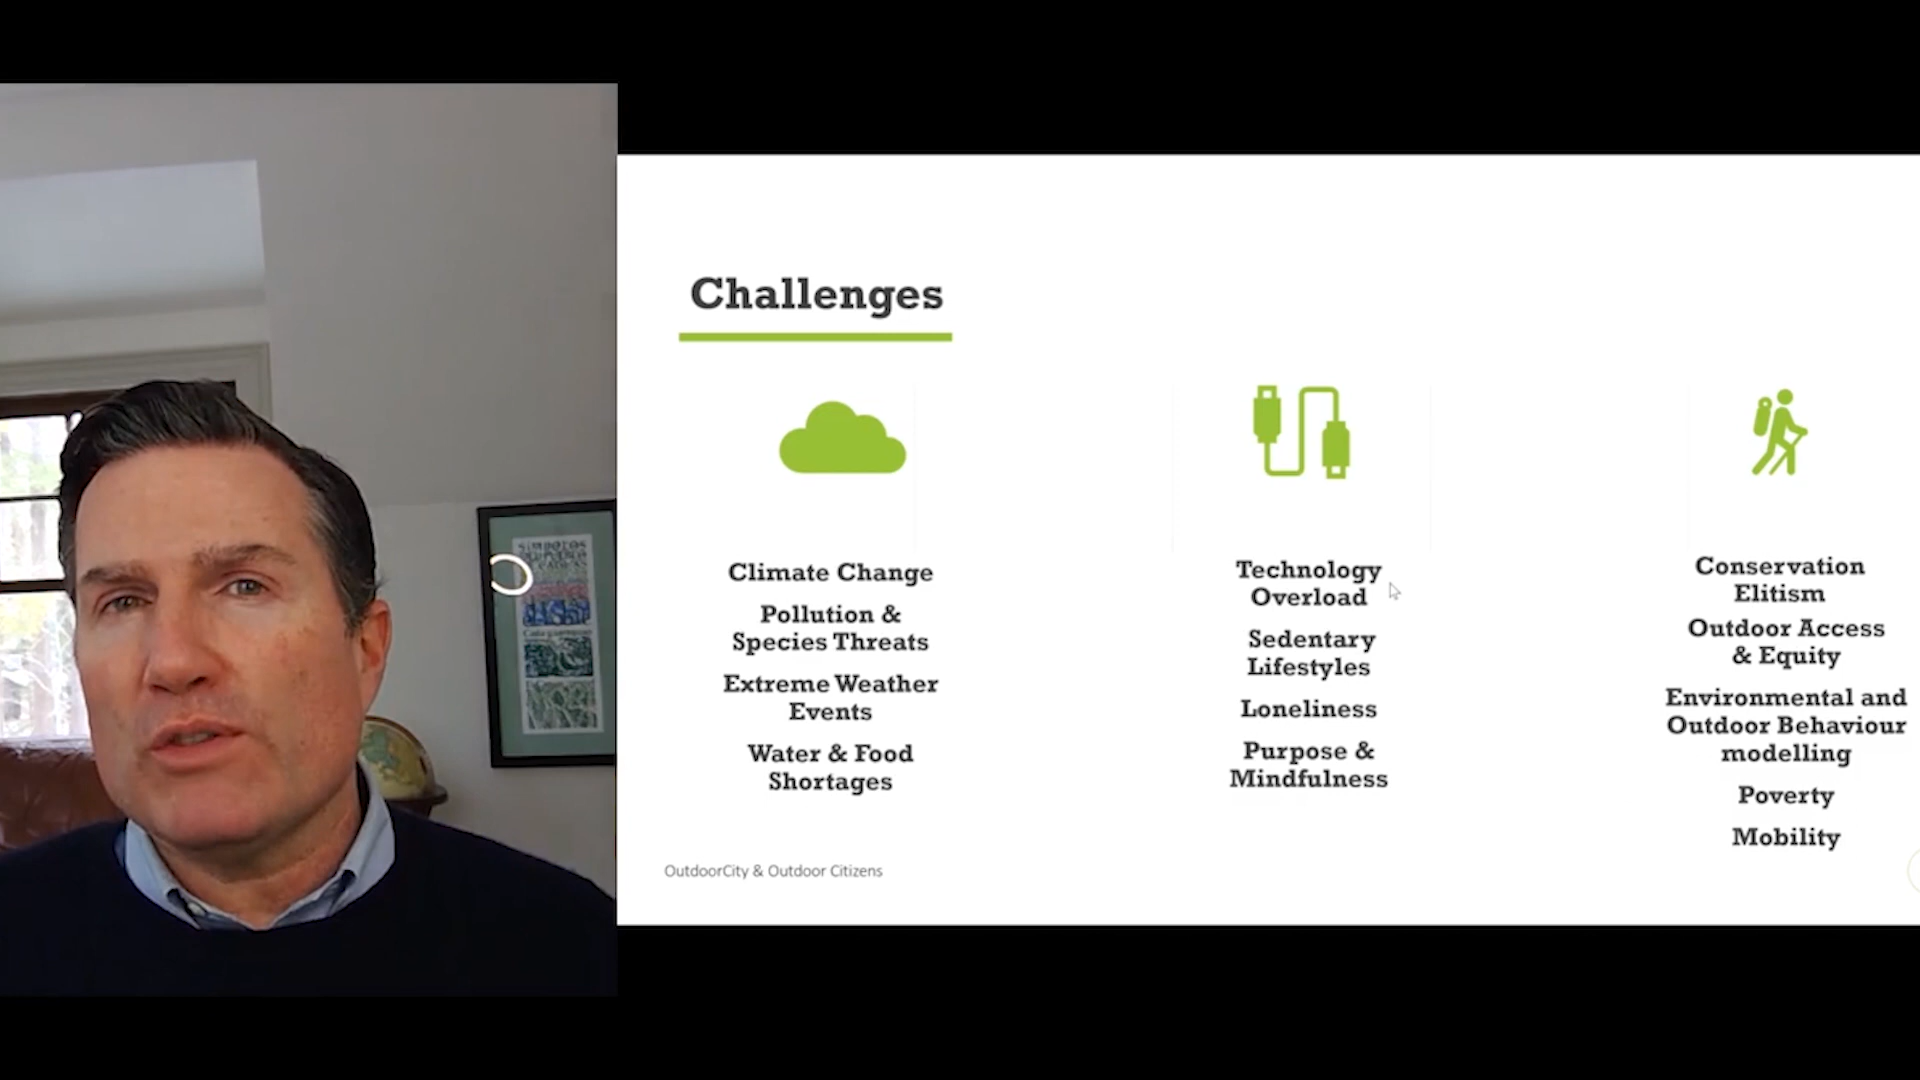 Challenges
Climate Change
Pollution &
Species Threats
Extreme Weather
Events
Water & Food
Shortages
Technology
Overload
Sedentary
Lifestyles
Loneliness
Purpose &
Mindfulness
Conservation
Elitism
Outdoor Access
& Equity
Environmental and
Outdoor Behaviour
modelling
Poverty
Mobility
OutdoorCity & Outdoor Citizens